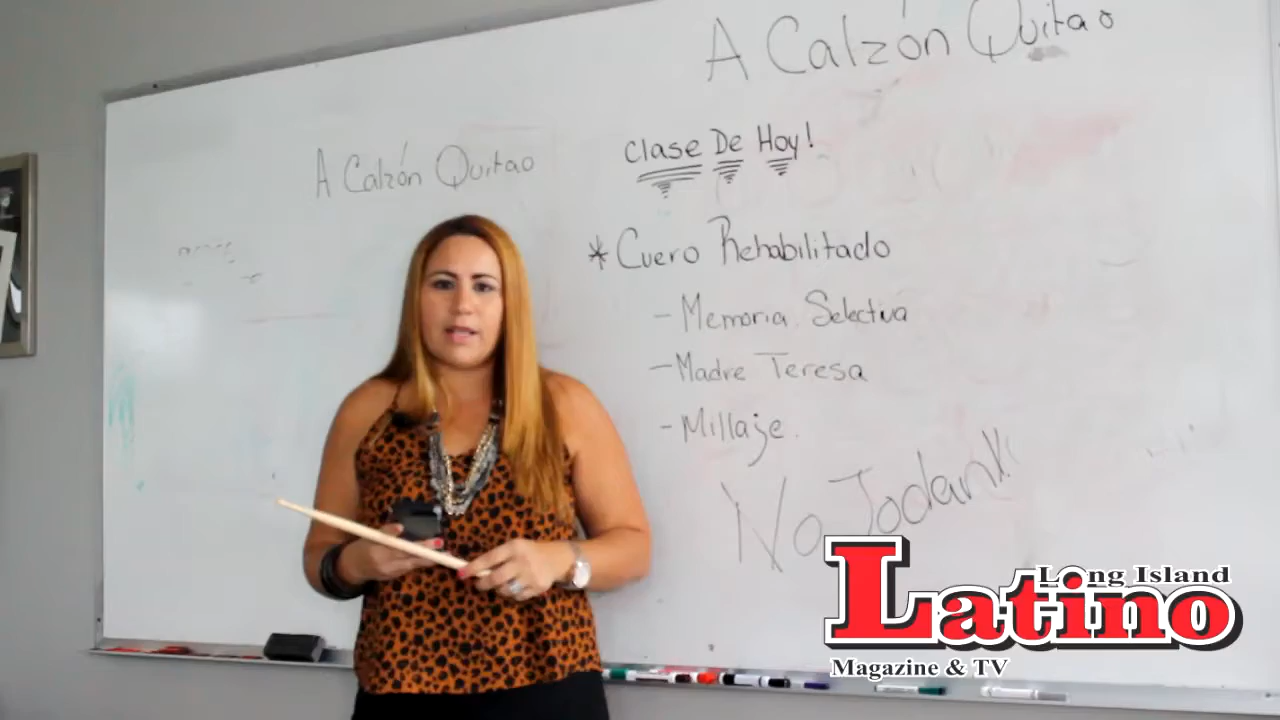 A Calzón Quitao
A Calzón Quitao
Clase De Hoy!
* Cuero Rehabilitado
- Memoria Selectiva
- Madre Teresa
- Millaje.
No Jodan!!
Long Island
Latino
Magazine & TV